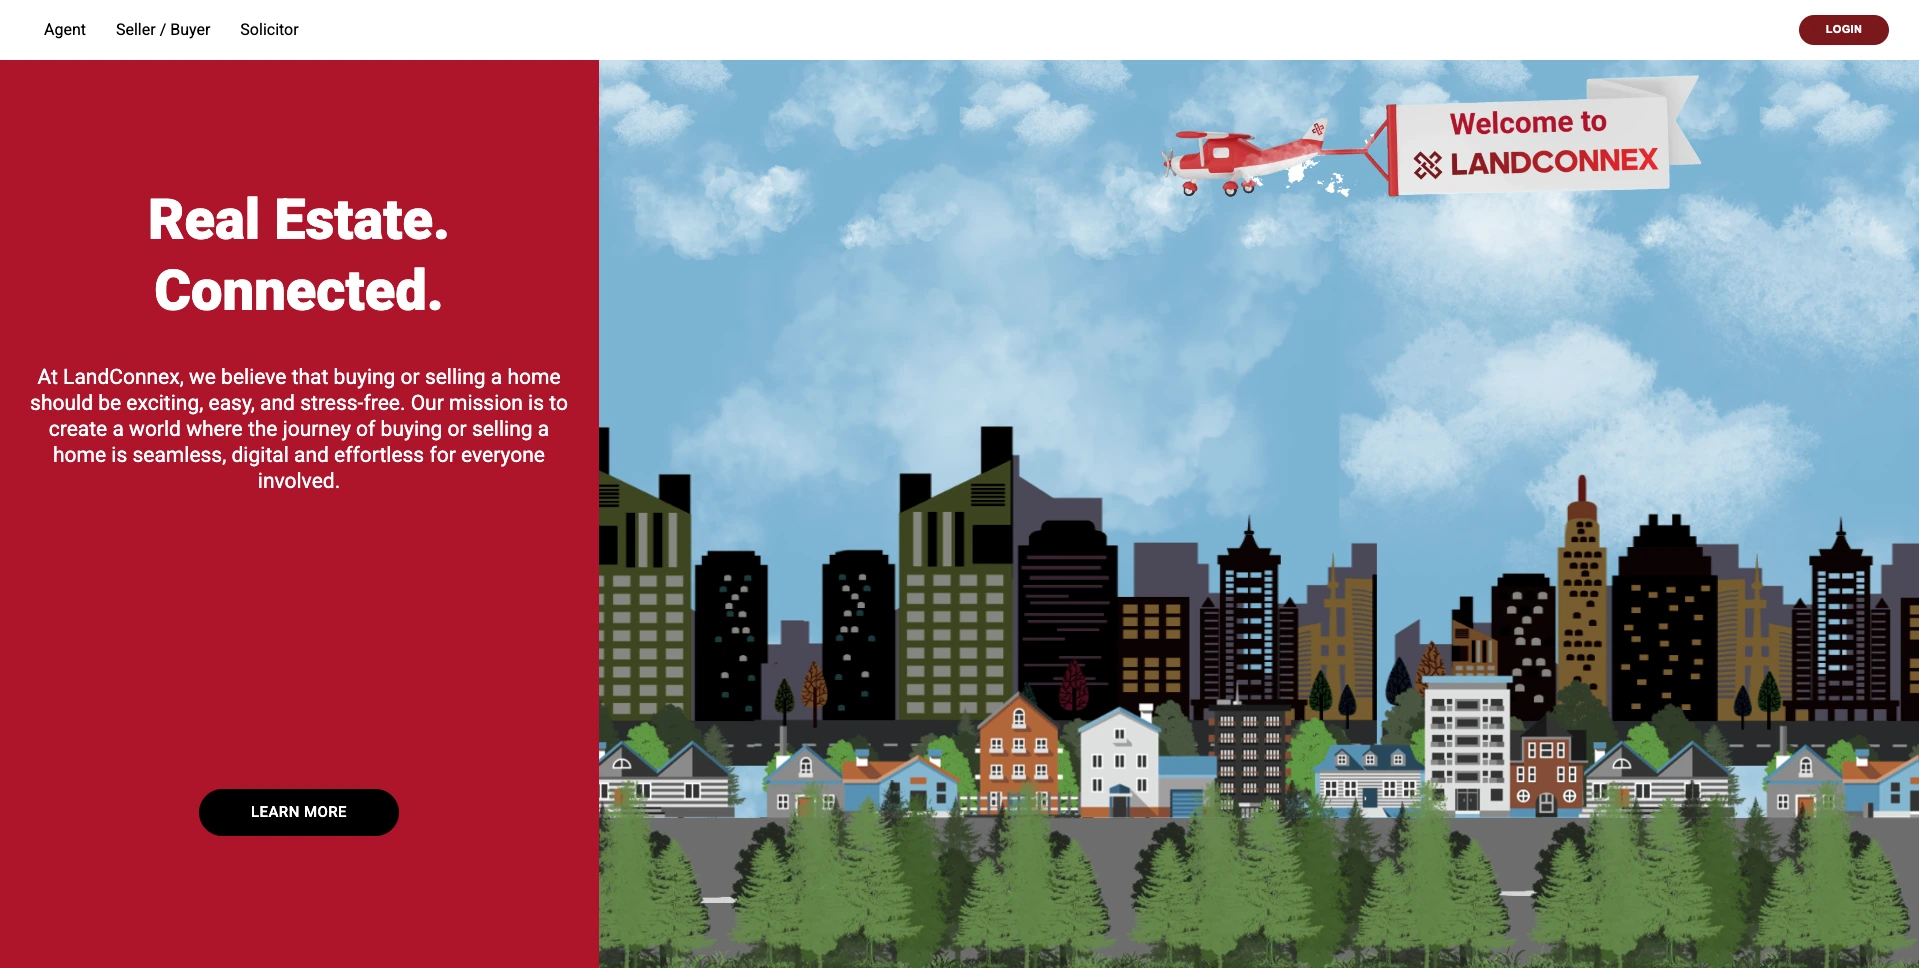 Agent
Seller / Buyer
Solicitor
LOGIN
Real Estate.
Connected.
At LandConnex, we believe that buying or selling a home
should be exciting, easy, and stress-free. Our mission is to
create a world where the journey of buying or selling a
home is seamless, digital and effortless for everyone
involved.
LEARN MORE
Welcome to
LANDCONNEX